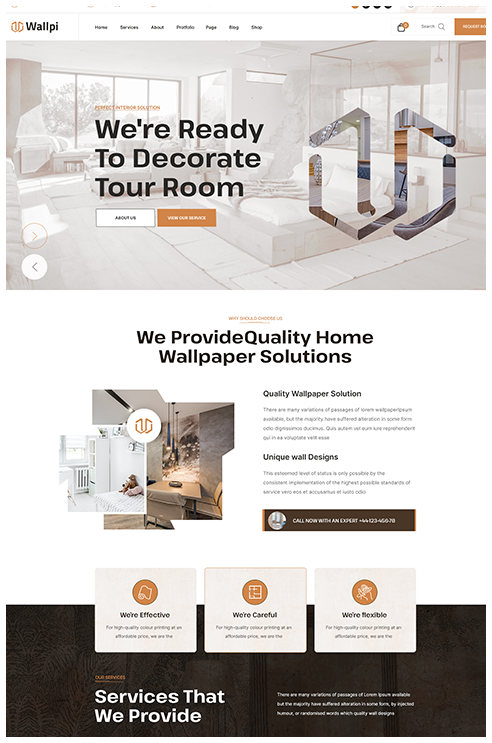 Wallpi
Home Services About Protfolio Page Blog Shop
0
Search
REQUEST
PERFECT INTERIOR SOLUTION
We're Ready
To Decorate
Tour Room
ABOUT US
VIEW OUR SERVICE
WHY SHOULD CHOOSE US
We ProvideQuality Home
Wallpaper Solutions
Quality Wallpaper Solution
There are many variations of passages of lorem wallpaperIpsum
available, but the majority have suffered alteration in some form
odio dignissimos ducimus. Quis autem vel eum iure reprehenderit
qui in ea voluptate velit esse
Unique wall Designs
This esteemed level of status is only possible by the
consistent implementation of the highest possible standards of
service vero eos et accusamus et iusto odio
CALL NOW WITH AN EXPERT +44-123-456-78
We're Effective
For high-quality colour printing at an
affordable price, we are the
We're Careful
For high-quality colour printing at an
affordable price, we are the
We're flexible
For high-quality colour printing at an
affordable price, we are the
OUR SERVICES
Services That
We Provide
There are many variations of passages of Lorem Ipsum available
but the majority have suffered alteration in some form, by injected
humour, or randomised words which quality wall designs